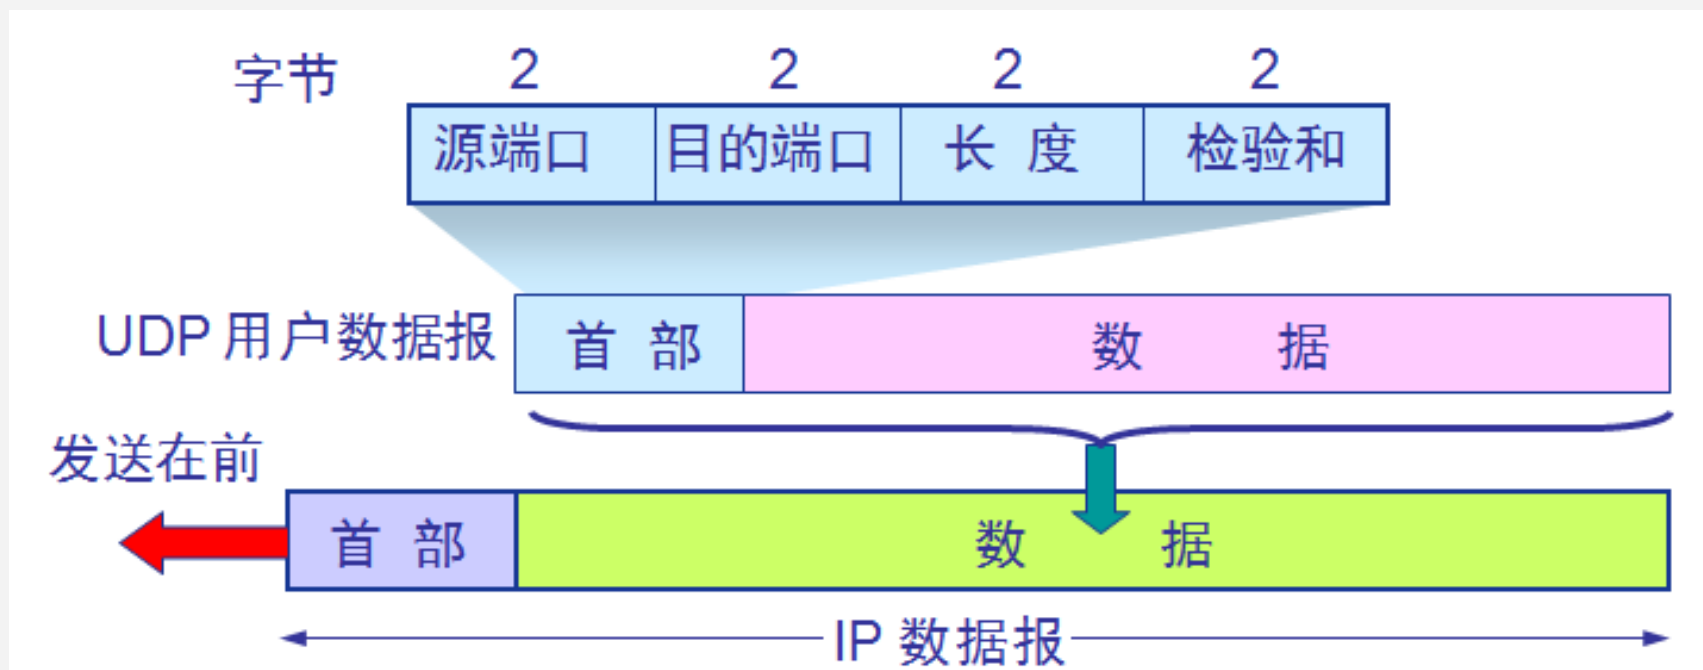 字节 2 2 2 2
源端口 目的端口 长 度 检验和
UDP 用户数据报 首 部 数 据
发送在前
首 部 数 据
IP 数据报